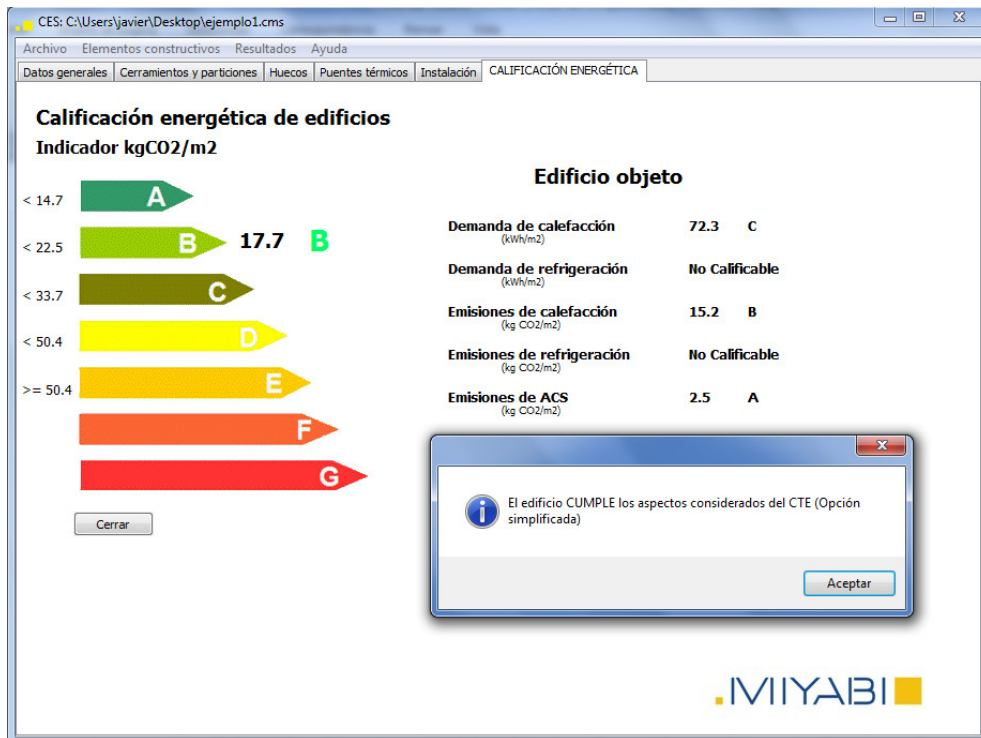 CES: C:\Users\javier\Desktop\ejemplo1.cms
Archivo Elementos constructivos Resultados Ayuda
Datos generales Cerramientos y particiones Huecos Puentes térmicos Instalación CALIFICACIÓN ENERGÉTICA
Calificación energética de edificios
Indicador kgCO2/m2
Edificio objeto
< 14.7 A
< 22.5 B 17.7 B
< 33.7 C
< 50.4 D
>= 50.4 E
F
G
Demanda de calefacción 72.3 C
(kWh/m2)
Demanda de refrigeración No Calificable
(kWh/m2)
Emisiones de calefacción 15.2 B
(kg CO2/m2)
Emisiones de refrigeración No Calificable
(kg CO2/m2)
Emisiones de ACS 2.5 A
(kg CO2/m2)
El edificio CUMPLE los aspectos considerados del CTE (Opción
simplificada)
Aceptar
Cerrar
.MIYABI